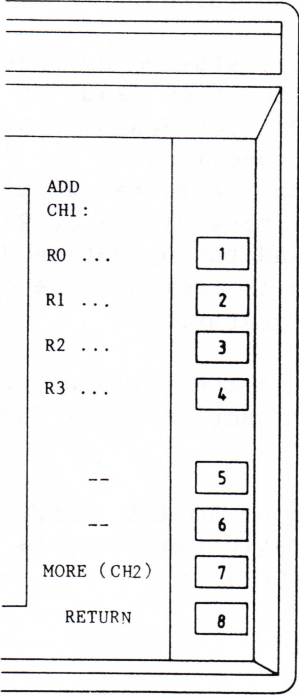 ADD
CH1:
R0 ... 1
R1 ... 2
R2 ... 3
R3 ... 4
-- 5
-- 6
MORE (CH2) 7
RETURN 8